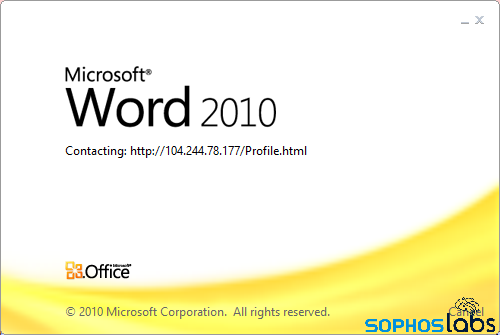 Microsoft®
Word 2010
Contacting: http://104.244.78.177/Profile.html
Microsoft®
Office
© 2010 Microsoft Corporation.  All rights reserved.
Cancel
SOPHOSlabs